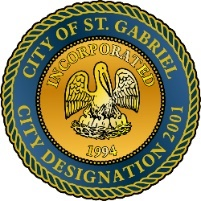 CITY OF ST. GABRIEL
INCORPORATED
1994
CITY DESIGNATION 2001